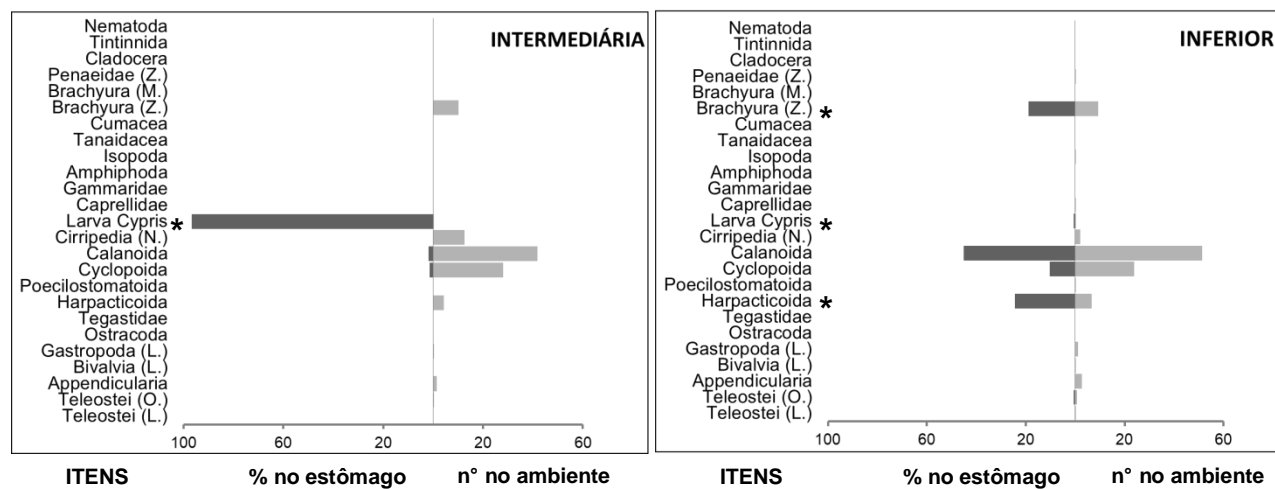 INTERMEDIÁRIA
Nematoda
Tintinnida
Cladocera
Penaeidae (Z.)
Brachyura (M.)
Brachyura (Z.)
Cumacea
Tanaidacea
Isopoda
Amphiphoda
Gammaridae
Caprellidae
Larva Cypris *
Cirripedia (N.)
Calanoida
Cyclopoida
Poecilostomatoida
Harpacticoida
Tegastidae
Ostracoda
Gastropoda (L.)
Bivalvia (L.)
Appendicularia
Teleostei (O.)
Teleostei (L.)
100 60 20 20 60
ITENS % no estômago n° no ambiente
INFERIOR
Nematoda
Tintinnida
Cladocera
Penaeidae (Z.)
Brachyura (M.)
Brachyura (Z.) *
Cumacea
Tanaidacea
Isopoda
Amphiphoda
Gammaridae
Caprellidae
Larva Cypris *
Cirripedia (N.)
Calanoida
Cyclopoida
Poecilostomatoida
Harpacticoida *
Tegastidae
Ostracoda
Gastropoda (L.)
Bivalvia (L.)
Appendicularia
Teleostei (O.)
Teleostei (L.)
100 60 20 20 60
ITENS % no estômago n° no ambiente